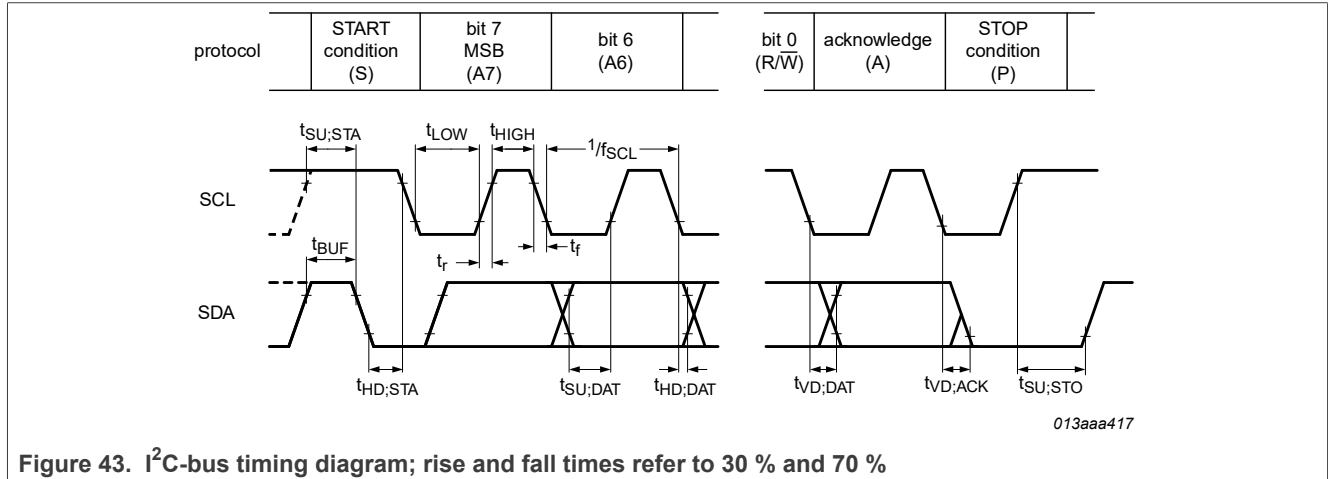 protocol
START
condition
(S)
bit 7
MSB
(A7)
bit 6
(A6)
bit 0
(R/W̅)
acknowledge
(A)
STOP
condition
(P)
tSU;STA
tLOW
tHIGH
1/fSCL
SCL
tBUF
tr
tf
SDA
tHD;STA
tSU;DAT
tHD;DAT
tVD;DAT
tVD;ACK
tSU;STO
013aaa417
Figure 43. I²C-bus timing diagram; rise and fall times refer to 30 % and 70 %